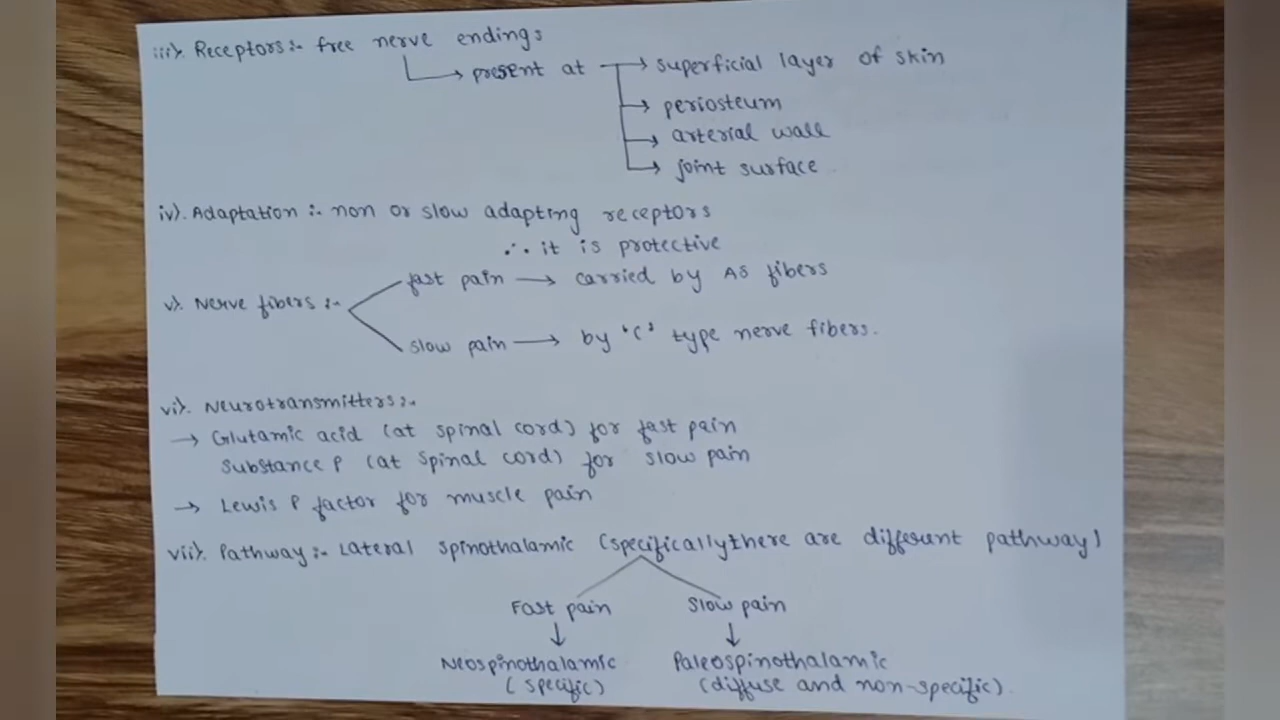 iii). Receptors :- free nerve endings
present at → superficial layer of skin
→ periosteum
→ arterial wall
→ joint surface
iv). Adaptation :- non or slow adapting receptors
∴ it is protective
v). Nerve fibers :-
fast pain → carried by Aδ fibers
slow pain → by 'C' type nerve fibers.
vi). Neurotransmitters :-
→ Glutamic acid (at spinal cord) for fast pain
substance P (at spinal cord) for slow pain
→ Lewis P factor for muscle pain
vii). Pathway :- Lateral spinothalamic (specifically there are different pathway)
Fast pain Slow pain
↓ ↓
Neospinothalamic Paleospinothalamic
(specific) (diffuse and non-specific).